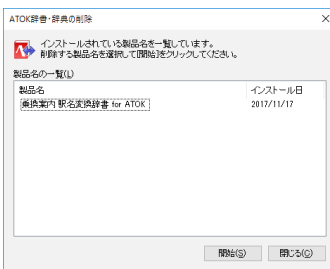 ATOK辞書・辞典の削除
インストールされている製品名を一覧しています。
削除する製品名を選択して[開始]をクリックしてください。
製品名の一覧(L)
製品名 インストール日
乗換案内 駅名変換辞書 for ATOK 2017/11/17
開始(S) 閉じる(C)